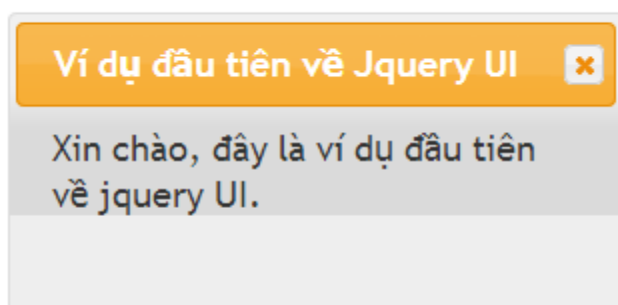 Ví dụ đầu tiên về Jquery UI
Xin chào, đây là ví dụ đầu tiên
về jquery UI.